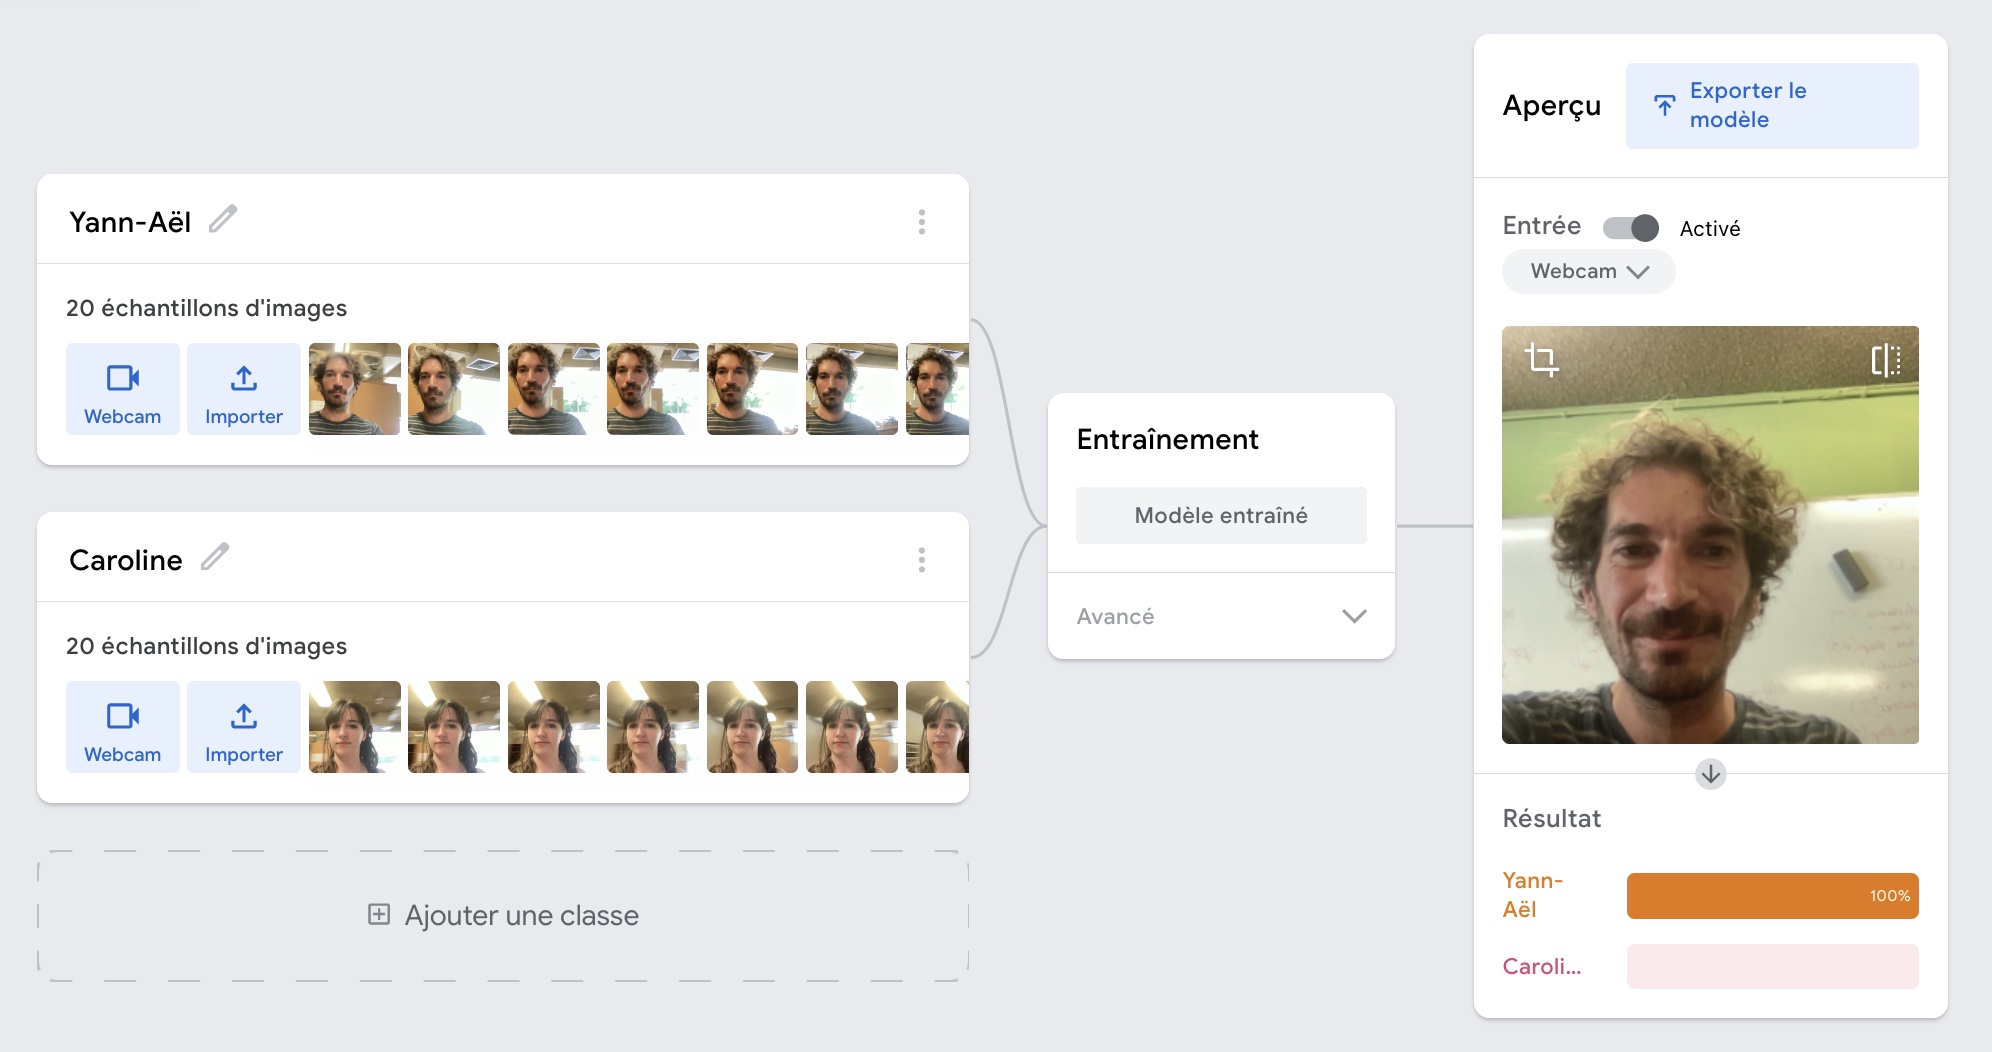 Yann-Aël
20 échantillons d'images
Webcam
Importer
Caroline
20 échantillons d'images
Webcam
Importer
Ajouter une classe
Entraînement
Modèle entraîné
Avancé
Aperçu
Exporter le
modèle
Entrée
Activé
Webcam
Résultat
Yann-
Aël
100%
Caroli...